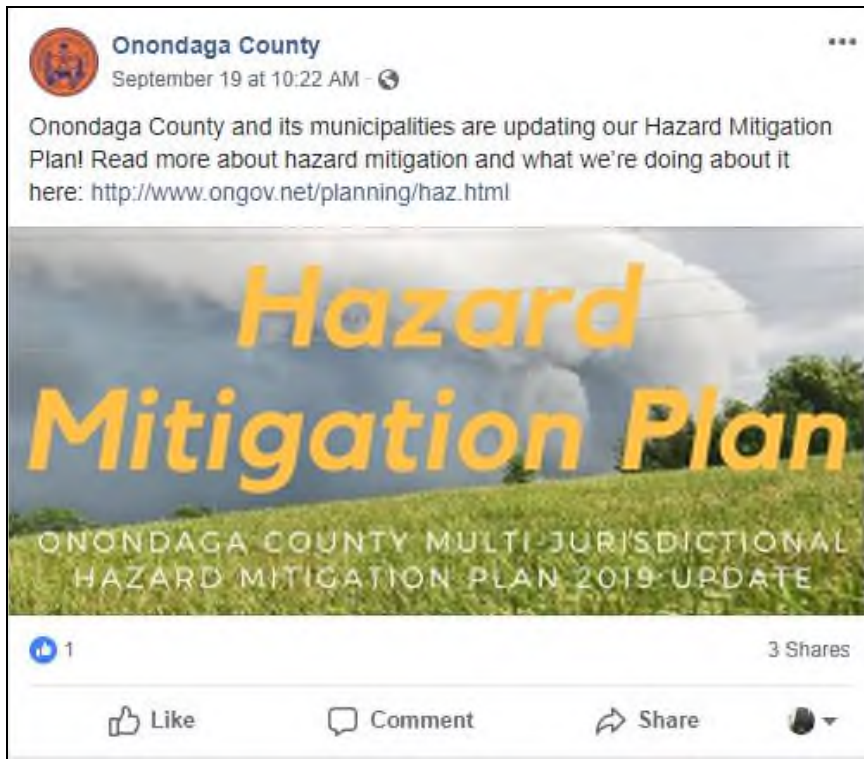 Onondaga County
September 19 at 10:22 AM ·
Onondaga County and its municipalities are updating our Hazard Mitigation
Plan! Read more about hazard mitigation and what we're doing about it
here: http://www.ongov.net/planning/haz.html
Hazard
Mitigation Plan
ONONDAGA COUNTY MULTI-JURISDICTIONAL
HAZARD MITIGATION PLAN 2019 UPDATE
1 3 Shares
Like Comment Share